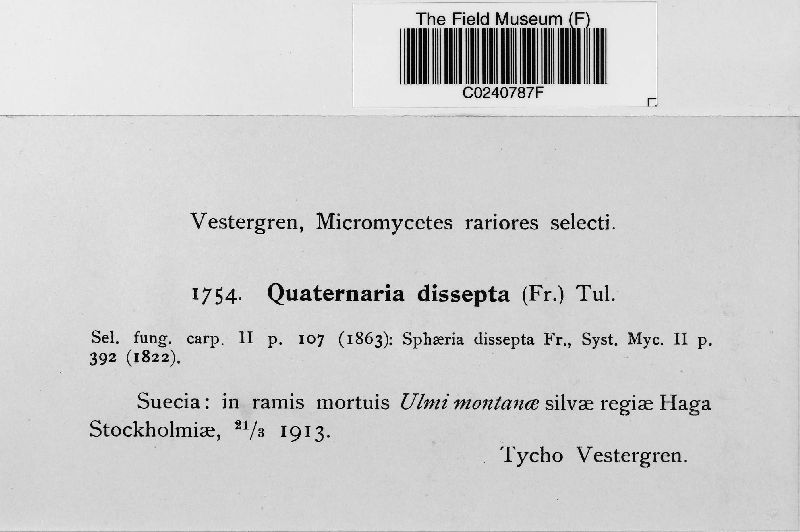 The Field Museum (F)
C0240787F
Vestergren, Micromycetes rariores selecti.
1754. Quaternaria dissepta (Fr.) Tul.
Sel. fung. carp. II p. 107 (1863): Sphæria dissepta Fr., Syst. Myc. II p.
392 (1822).
Suecia: in ramis mortuis Ulmi montanæ silvæ regiæ Haga
Stockholmiæ, 21/3 1913.
Tycho Vestergren.